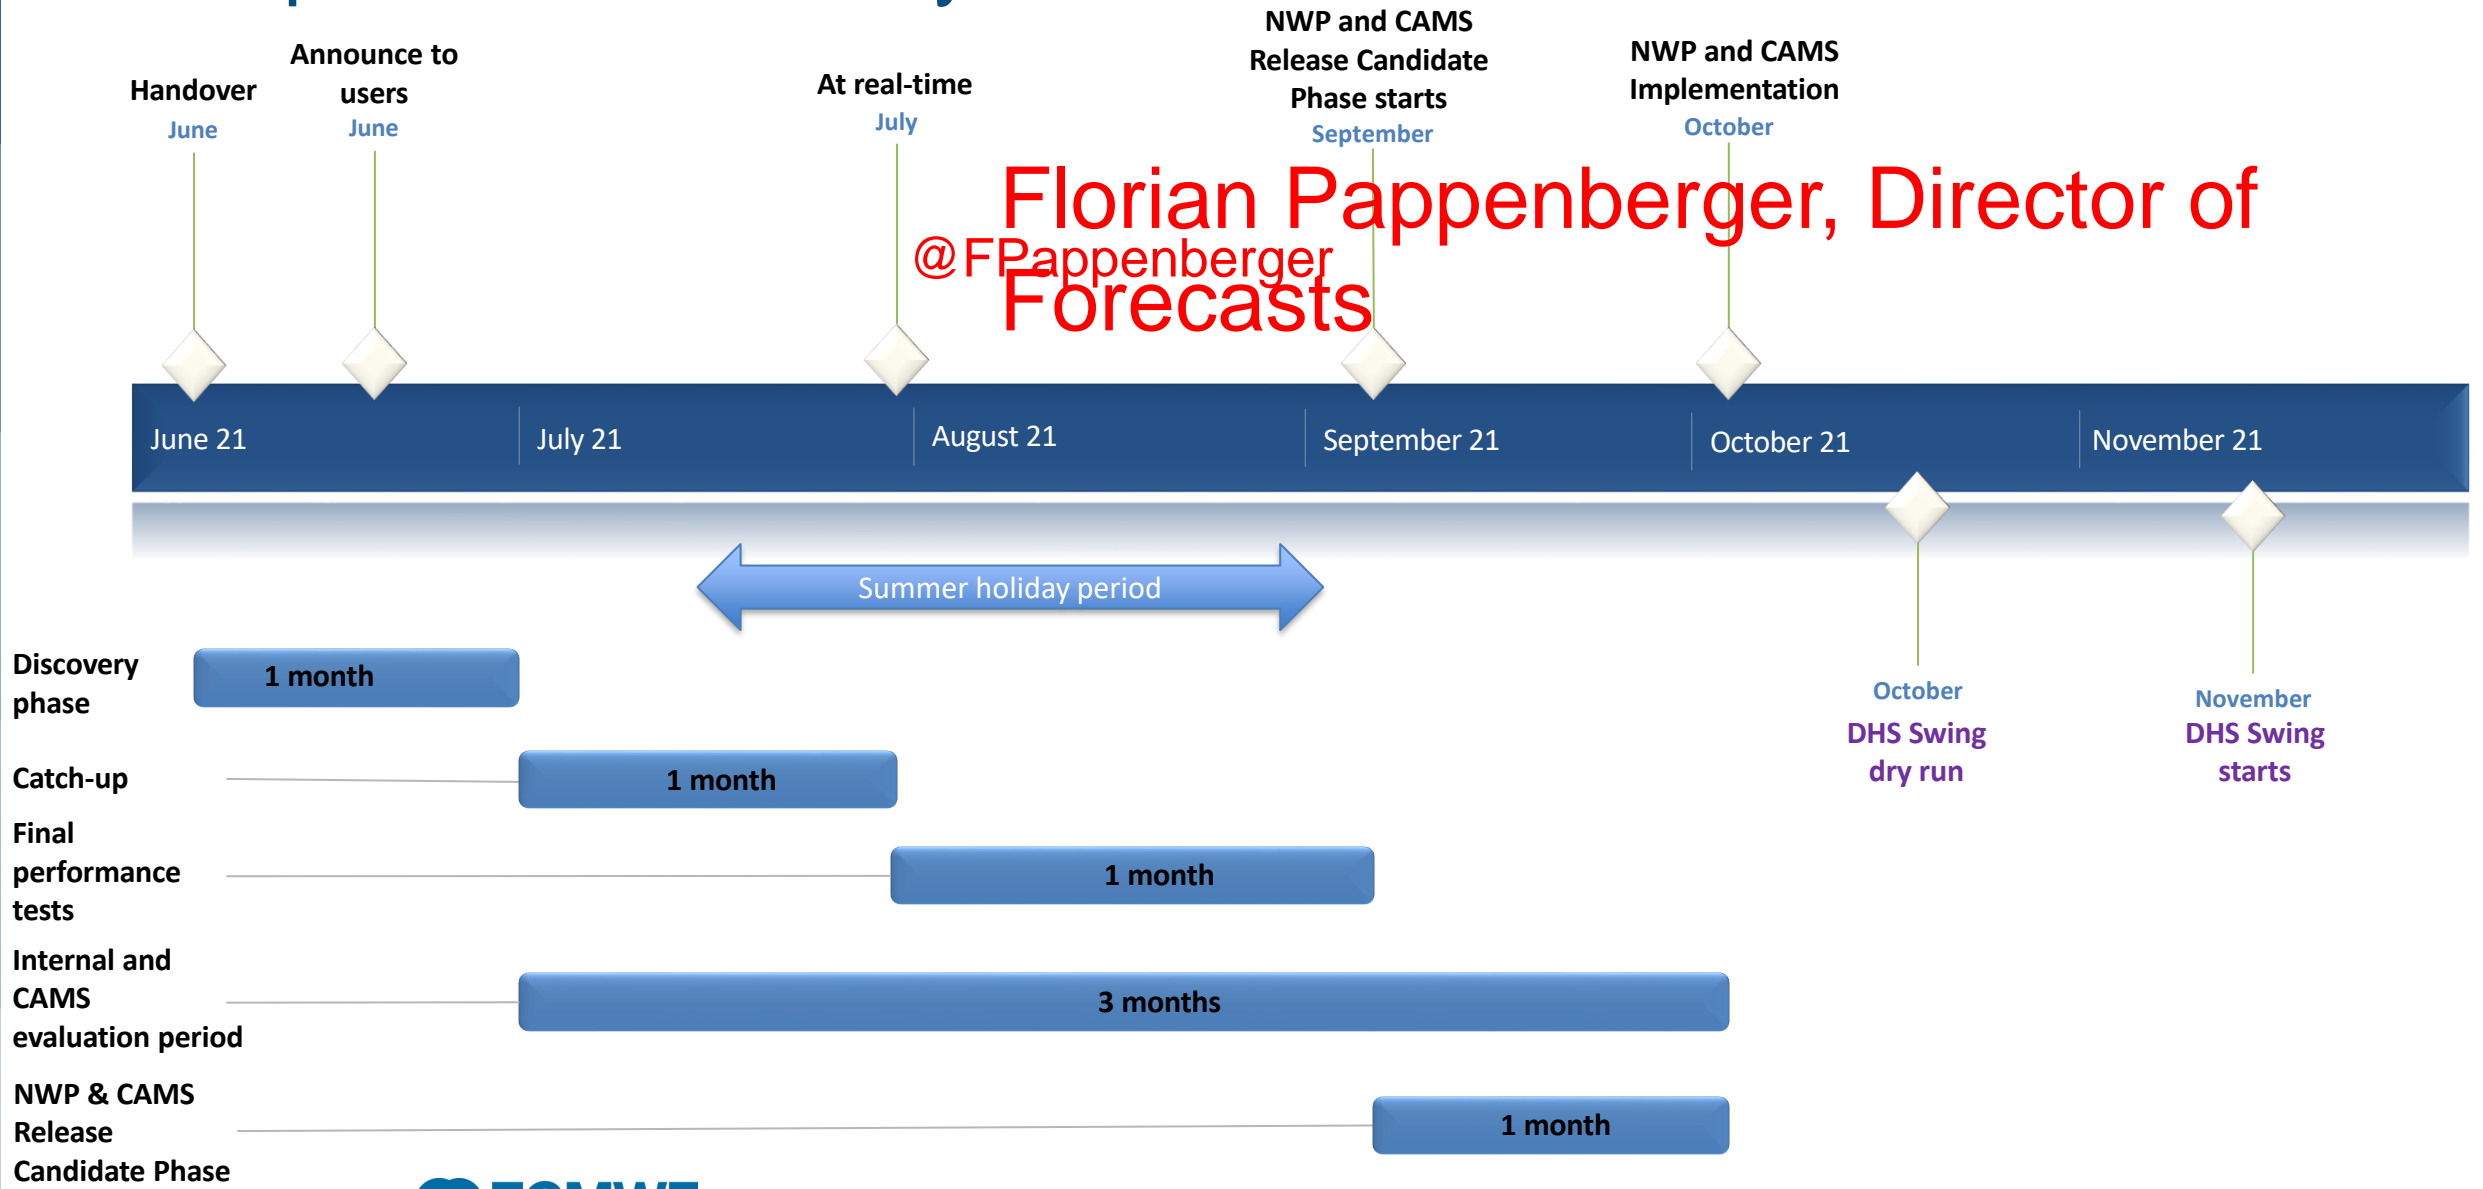 NWP and CAMS
Release Candidate
Phase starts
September
Announce to
users
June
Handover
June
At real-time
July
NWP and CAMS
Implementation
October
Florian Pappenberger, Director of
@FPappenberger
Forecasts
June 21
July 21
August 21
September 21
October 21
November 21
Summer holiday period
Discovery
phase
1 month
October
DHS Swing
dry run
November
DHS Swing
starts
Catch-up
1 month
Final
performance
tests
1 month
Internal and
CAMS
evaluation period
3 months
NWP & CAMS
Release
Candidate Phase
1 month